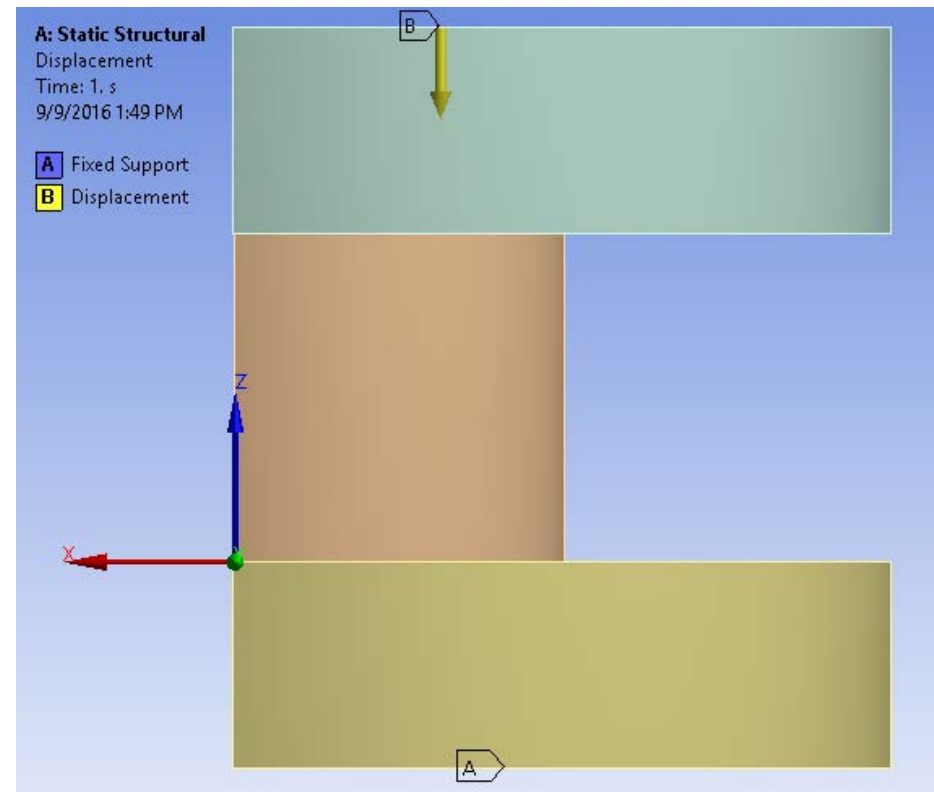 A: Static Structural
Displacement
Time: 1. s
9/9/2016 1:49 PM
A Fixed Support
B Displacement
B
Z
X
A